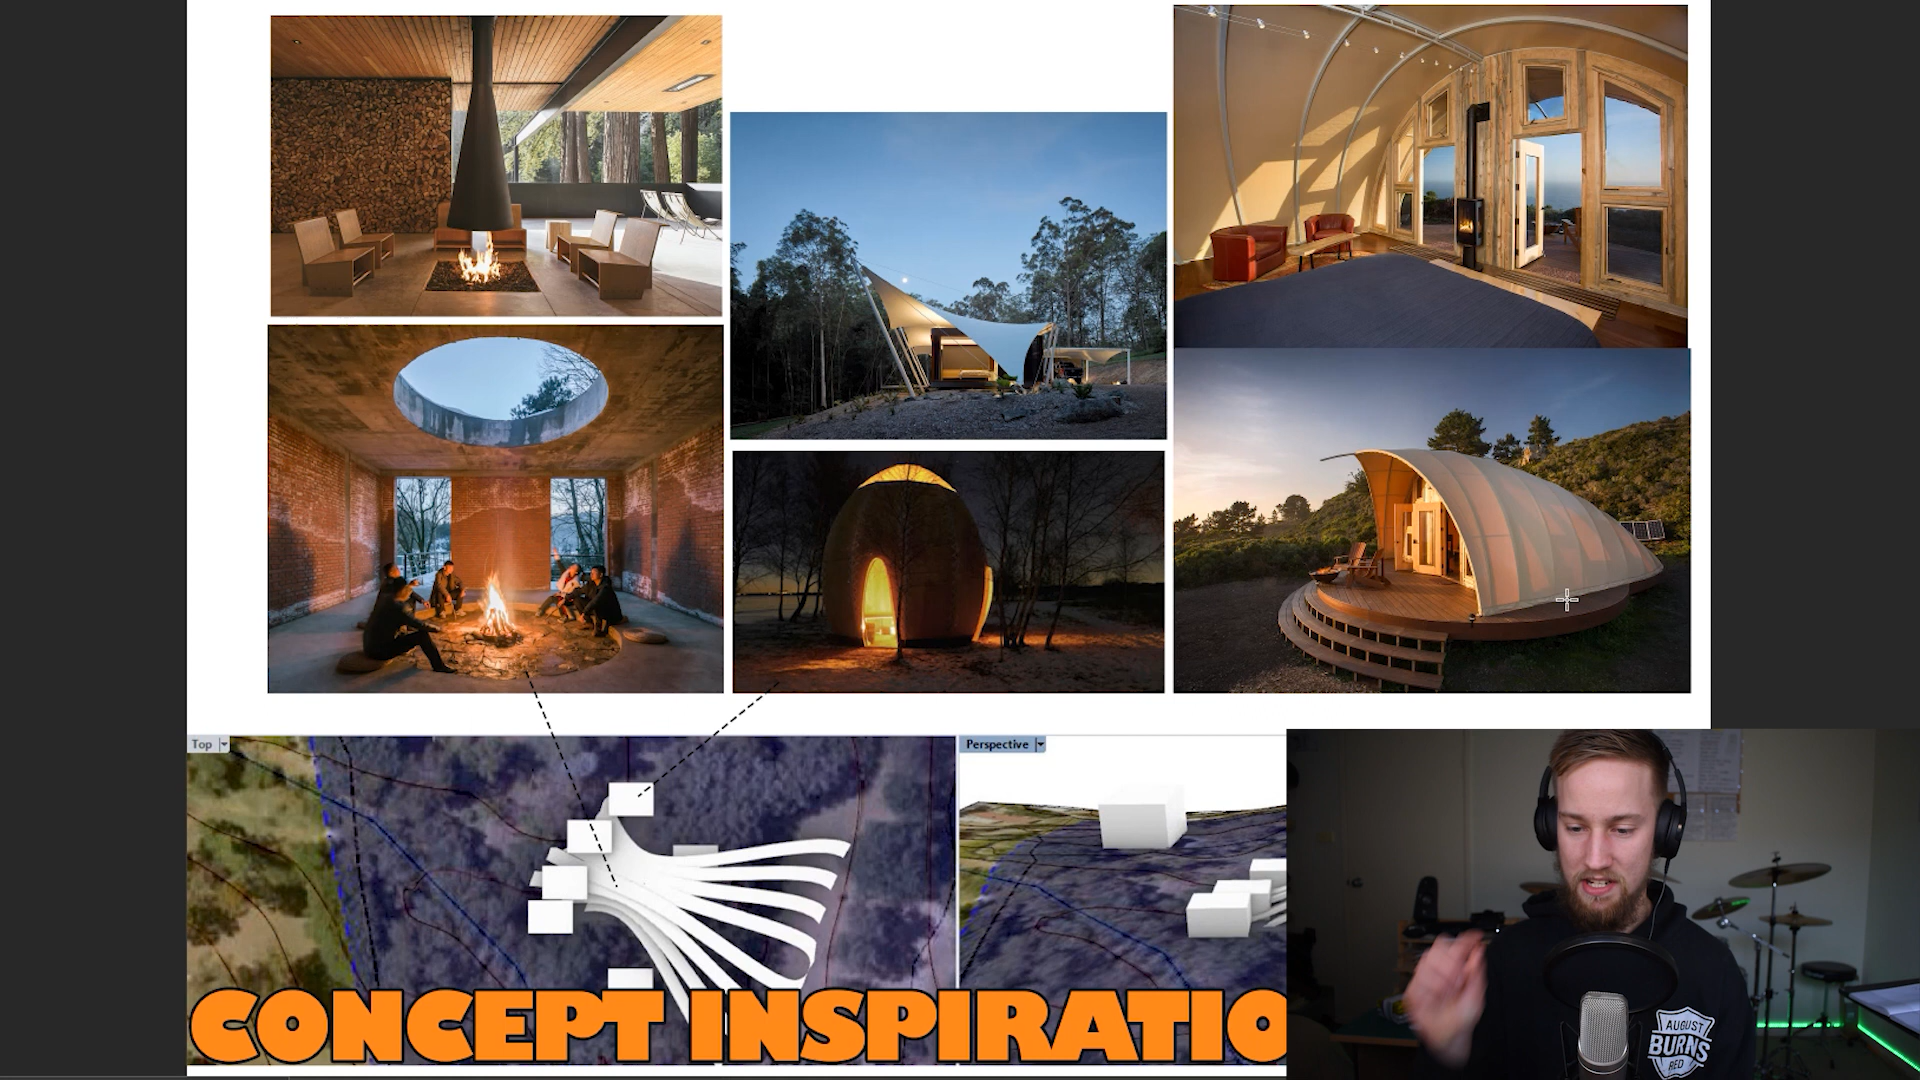 Top
Perspective
CONCEPT INSPIRATIO
AUGUST
BURNS
RED